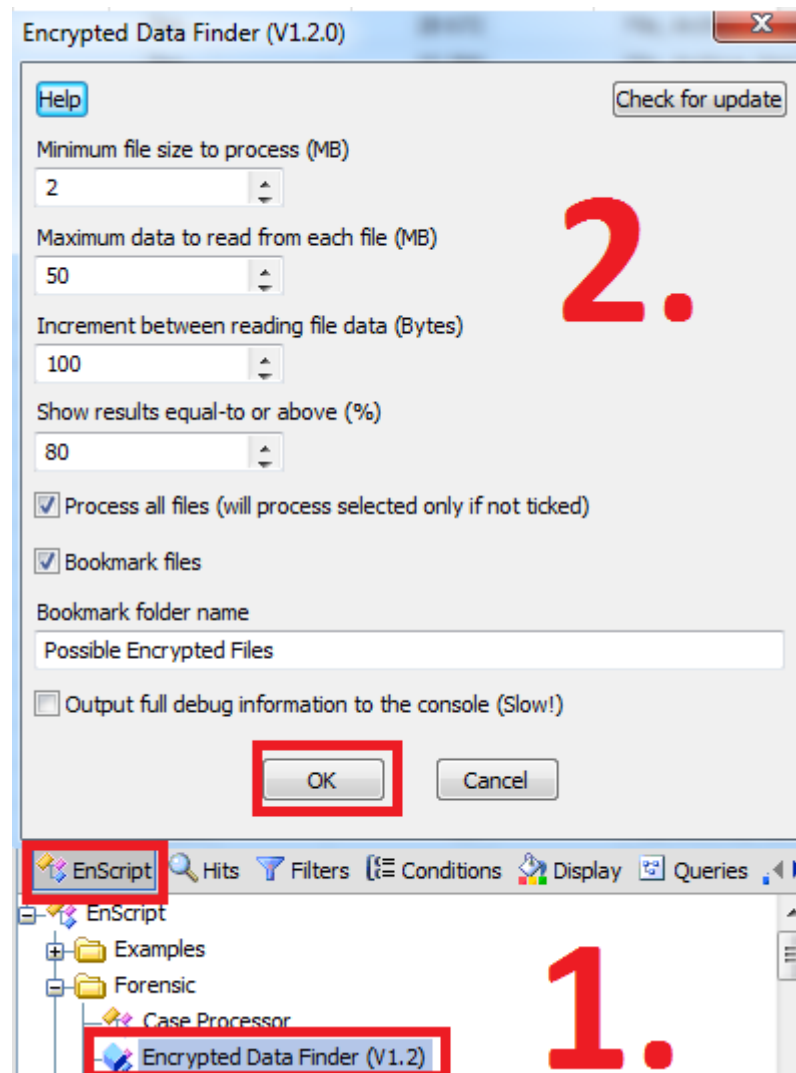 Encrypted Data Finder (V1.2.0)
Help
Check for update
Minimum file size to process (MB)
2
Maximum data to read from each file (MB)
50
2.
Increment between reading file data (Bytes)
100
Show results equal-to or above (%)
80
Process all files (will process selected only if not ticked)
Bookmark files
Bookmark folder name
Possible Encrypted Files
Output full debug information to the console (Slow!)
OK
Cancel
EnScript Hits Filters Conditions Display Queries
EnScript
Examples
Forensic
1.
Case Processor
Encrypted Data Finder (V1.2)